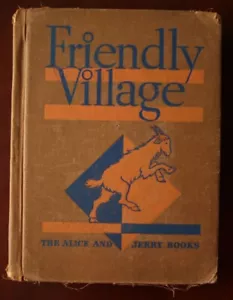 Friendly
Village
THE ALICE AND JERRY BOOKS